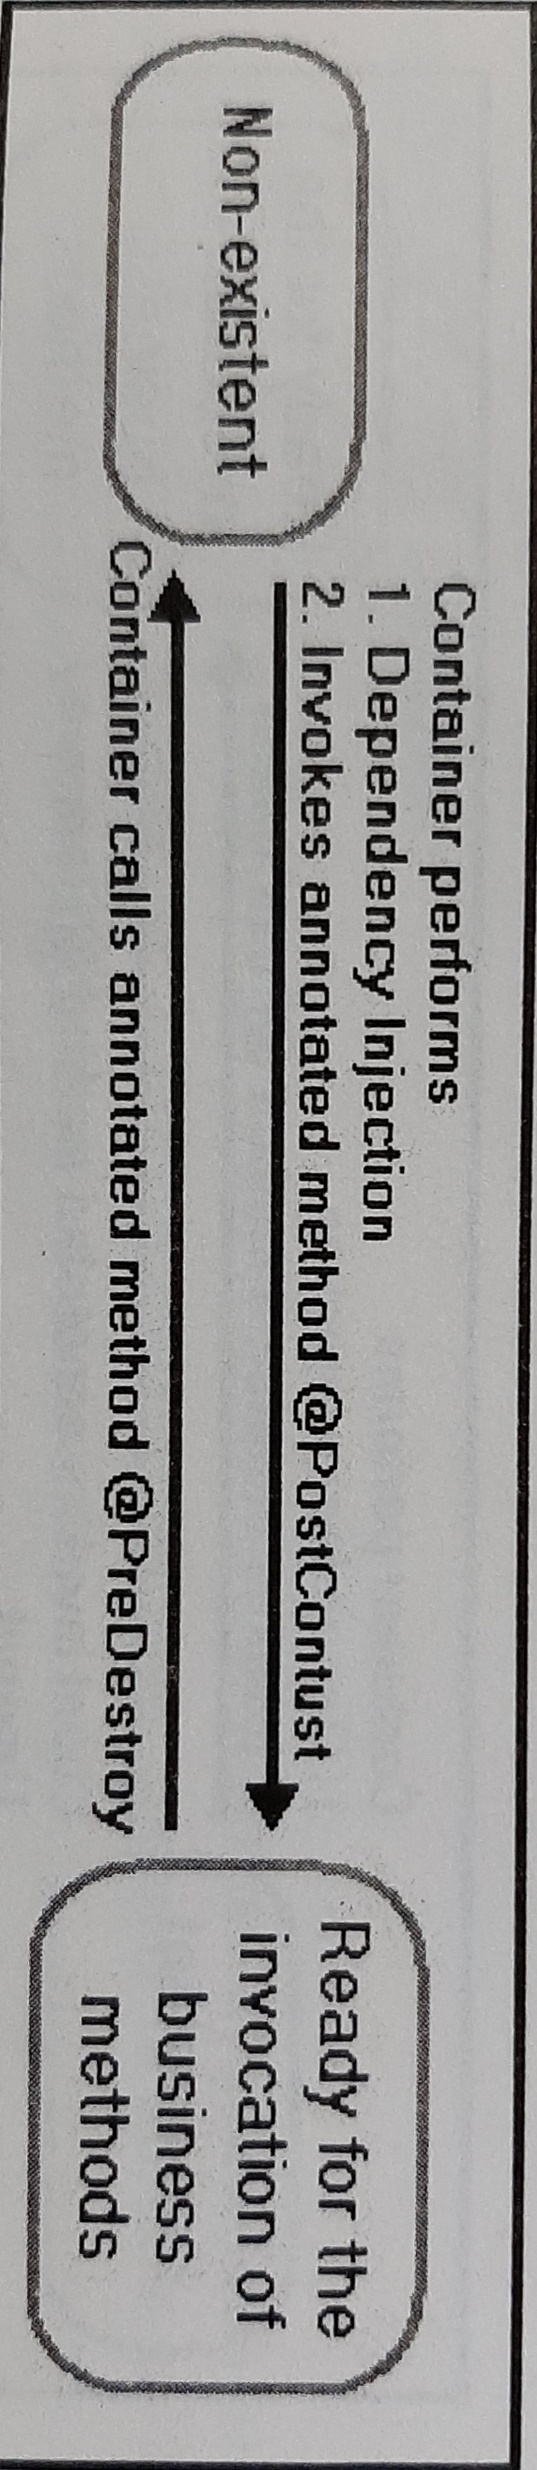 Non-existent
Container performs
1. Dependency Injection
2. Invokes annotated method @PostContust
Container calls annotated method @PreDestroy
Ready for the
invocation of
business
methods